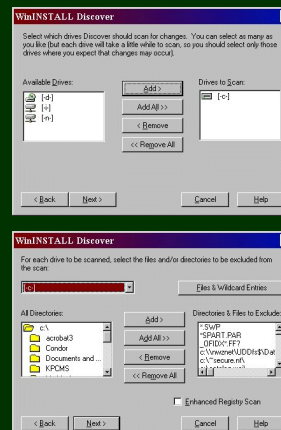 WinINSTALL Discover
Select which drives Discover should scan for changes. You can select as many as
you like (but each drive will take a little while to scan, so you should select only those
drives where you expect that changes may occur).
Available Drives:
Drives to Scan:
[-d-]
[-n-]
[-c-]
Add >
Add All >>
< Remove
<< Remove All
< Back
Next >
Cancel
Help
WinINSTALL Discover
For each drive to be scanned, select the files and/or directories to be excluded from
the scan:
[-c-]
Files & Wildcard Entries
All Directories:
Directories & Files to Exclude:
c:\
acrobat3
Condor
Documents and ...
KPCMS
Add >
Add All >>
< Remove
<< Remove All
*.SWP
*SPART.PAR
_OFIDX*.FF?
Enhanced Registry Scan
< Back
Next >
Cancel
Help